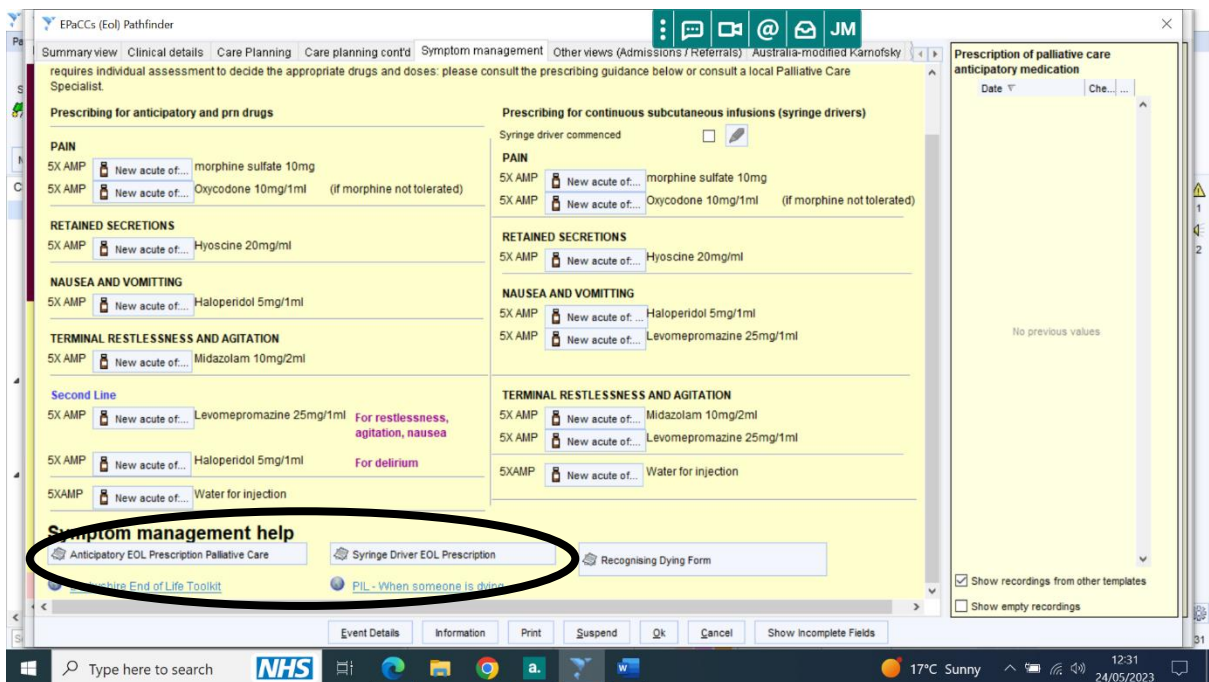 EPaCCs (Eol) Pathfinder
@
JM
Summary view Clinical details Care Planning Care planning cont'd Symptom management Other views (Admissions / Referrals) Australia-modified Karnofsky
requires individual assessment to decide the appropriate drugs and doses: please consult the prescribing guidance below or consult a local Palliative Care
Specialist.
Prescribing for anticipatory and prn drugs
PAIN
5X AMP New acute of:... morphine sulfate 10mg
5X AMP New acute of:... Oxycodone 10mg/1ml (if morphine not tolerated)
RETAINED SECRETIONS
5X AMP New acute of:... Hyoscine 20mg/ml
NAUSEA AND VOMITTING
5X AMP New acute of:... Haloperidol 5mg/1ml
TERMINAL RESTLESSNESS AND AGITATION
5X AMP New acute of:... Midazolam 10mg/2ml
Second Line
5X AMP New acute of:... Levomepromazine 25mg/1ml For restlessness,
agitation, nausea
5X AMP New acute of... Haloperidol 5mg/1ml For delirium
5XAMP New acute of:... Water for injection
Prescribing for continuous subcutaneous infusions (syringe drivers)
Syringe driver commenced
PAIN
5X AMP New acute of:... morphine sulfate 10mg
5X AMP New acute of:... Oxycodone 10mg/1ml (if morphine not tolerated)
RETAINED SECRETIONS
5X AMP New acute of:... Hyoscine 20mg/ml
NAUSEA AND VOMITTING
5X AMP New acute of: ... Haloperidol 5mg/1ml
5X AMP New acute of:... Levomepromazine 25mg/1ml
TERMINAL RESTLESSNESS AND AGITATION
5X AMP New acute of:... Midazolam 10mg/2ml
5X AMP New acute of:... Levomepromazine 25mg/1ml
5XAMP New acute of... Water for injection
Symptom management help
Anticipatory EOL Prescription Palliative Care Syringe Driver EOL Prescription Recognising Dying Form
End of Life Toolkit PIL - When someone is dying
Prescription of palliative care
anticipatory medication
Date Che... ...
No previous values
Show recordings from other templates
Show empty recordings
Event Details Information Print Suspend Ok Cancel Show Incomplete Fields
1
2
31
Type here to search NHS a. w 17°C Sunny 12:31
24/05/2023